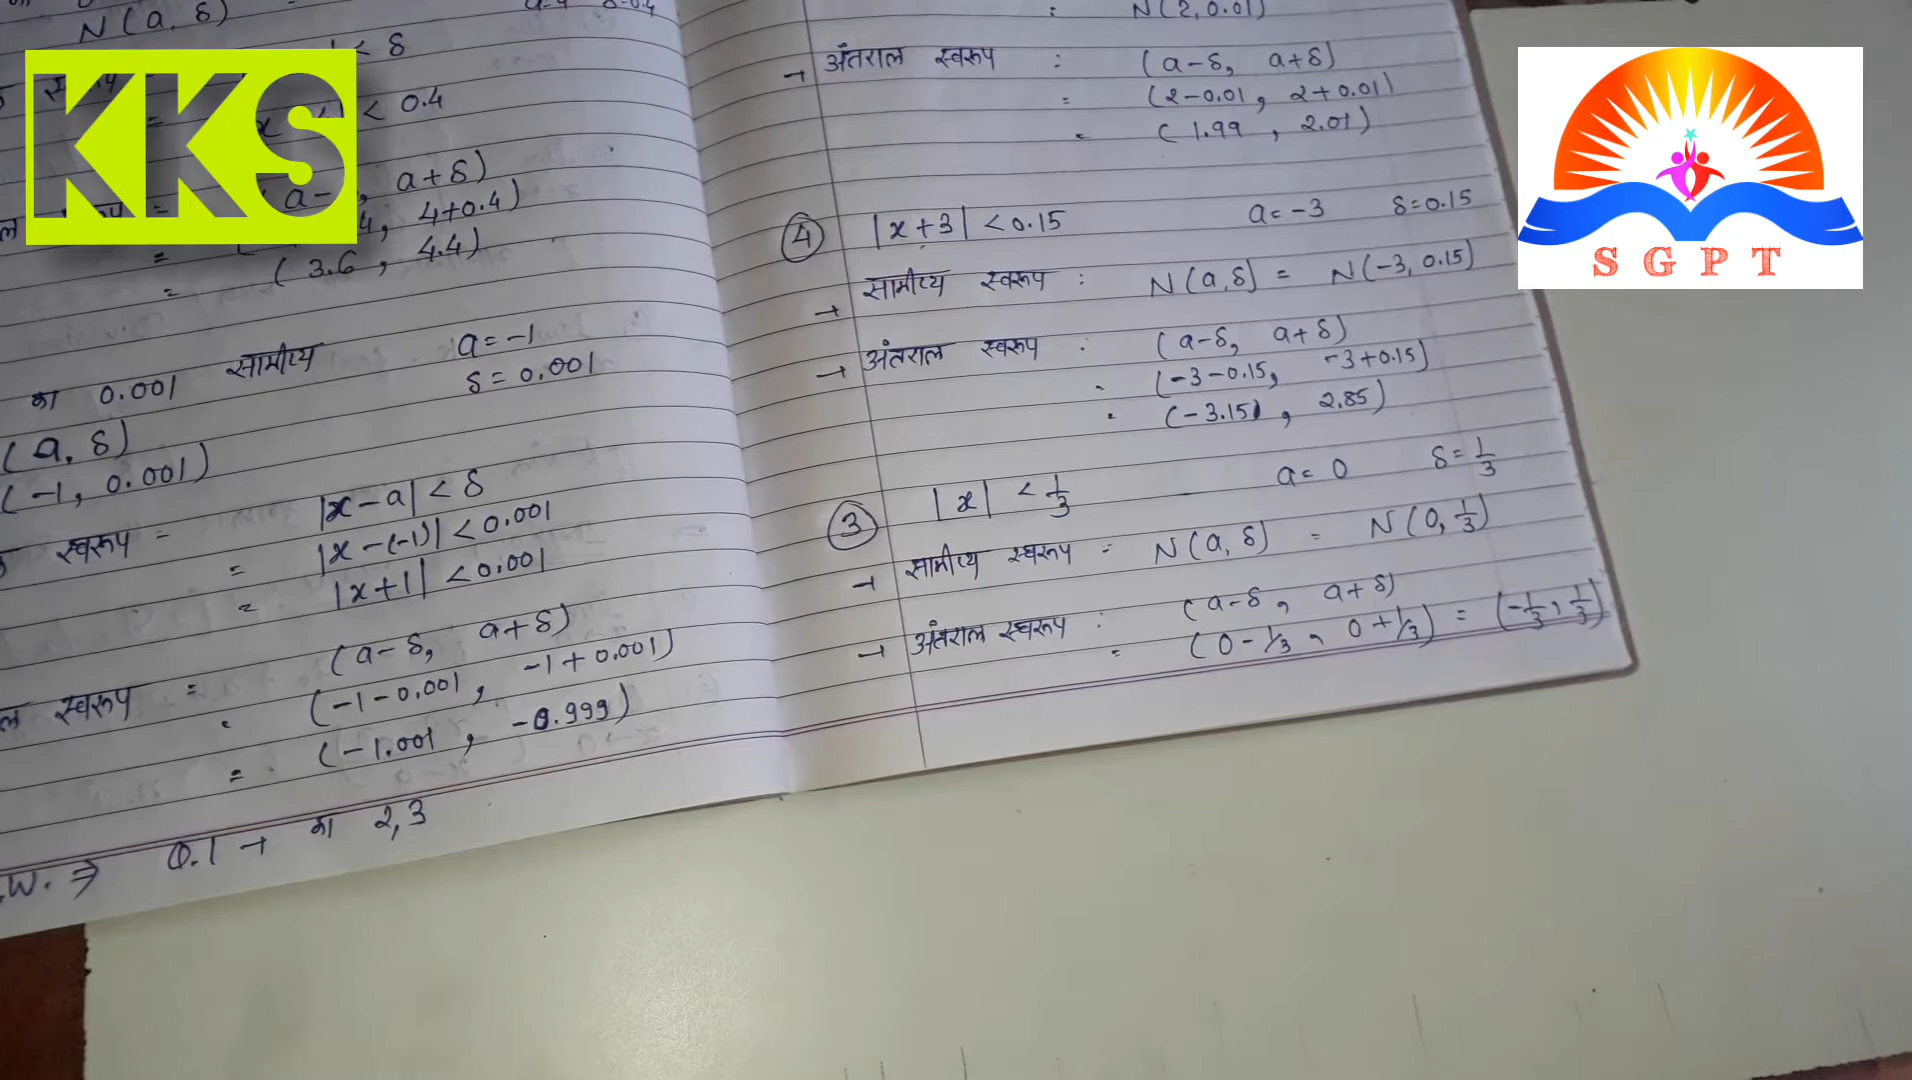 N(a, δ)
< δ
< 0.4
a+δ)
4+0.4)
= (3.6, 4.4)
का 0.001 सामीप्य a=-1
δ=0.001
(a, δ)
(-1, 0.001)
स्वरूप = |x-a|<δ
= |x-(-1)|<0.001
= |x+1|<0.001
स्वरूप = (a-δ, a+δ)
(-1-0.001, -1+0.001)
= (-1.001, -0.999)
.W. ⇒ Q.1 → का 2,3
: N(2, 0.01)
→ अंतराल स्वरूप : (a-δ, a+δ)
= (2-0.01, 2+0.01)
= (1.99, 2.01)
④ |x+3|<0.15 a=-3 δ=0.15
→ सामीप्य स्वरूप : N(a,δ) = N(-3, 0.15)
→ अंतराल स्वरूप : (a-δ, a+δ)
= (-3-0.15, -3+0.15)
= (-3.15, 2.85)
③ |x| < 1/3 a=0 δ=1/3
→ सामीप्य स्वरूप = N(a,δ) = N(0, 1/3)
→ अंतराल स्वरूप : (a-δ, a+δ)
= (0-1/3, 0+1/3) = (-1/3, 1/3)
KKS
SGPT